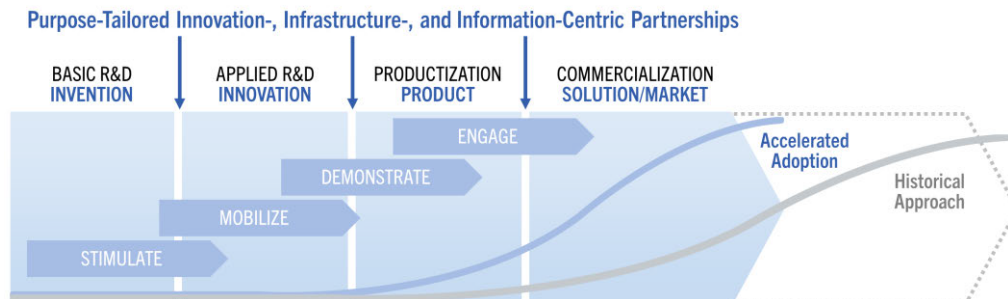 Purpose-Tailored Innovation-, Infrastructure-, and Information-Centric Partnerships
BASIC R&D
INVENTION
APPLIED R&D
INNOVATION
PRODUCTIZATION
PRODUCT
COMMERCIALIZATION
SOLUTION/MARKET
ENGAGE
DEMONSTRATE
MOBILIZE
STIMULATE
Accelerated
Adoption
Historical
Approach